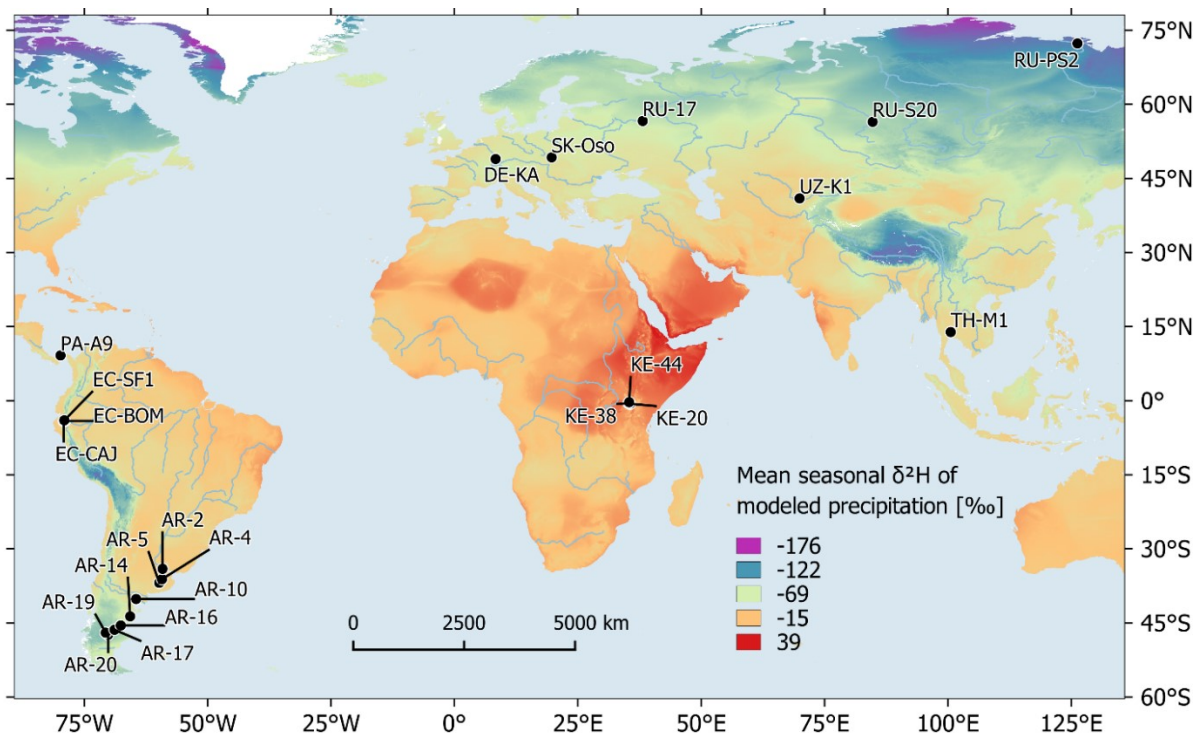 75°N
RU-PS2
60°N
RU-17
RU-S20
SK-Oso
DE-KA
45°N
UZ-K1
30°N
15°N
TH-M1
PA-A9
EC-SF1
KE-44
EC-BOM
0°
KE-38
KE-20
EC-CAJ
Mean seasonal δ²H of
modeled precipitation [‰]
15°S
-176
-122
-69
-15
39
AR-2
AR-5
AR-4
30°S
AR-14
AR-10
AR-19
AR-16
0 2500 5000 km
45°S
AR-17
AR-20
60°S
75°W 50°W 25°W 0° 25°E 50°E 75°E 100°E 125°E